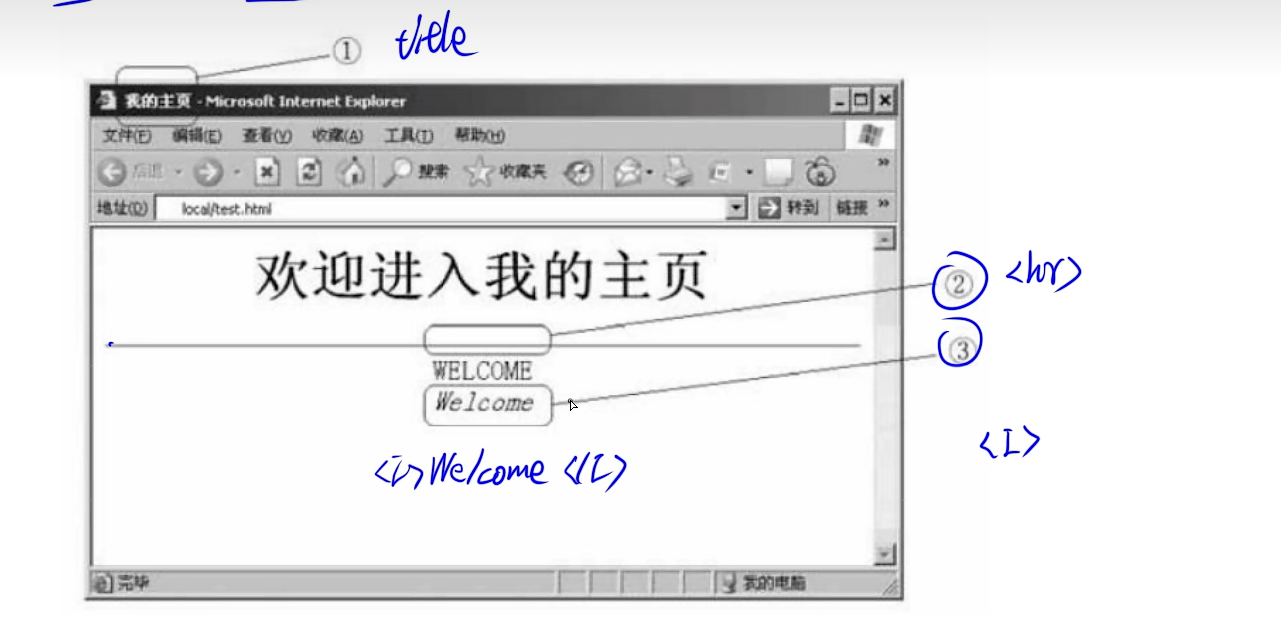 ① title
我的主页 - Microsoft Internet Explorer
文件(F) 编辑(E) 查看(V) 收藏(A) 工具(T) 帮助(H)
后退 搜索 收藏夹 »
地址(D) local/test.html 转到 链接 »
欢迎进入我的主页
② <hr>
③
WELCOME
Welcome
<I>
<i>Welcome </I>
完毕 我的电脑